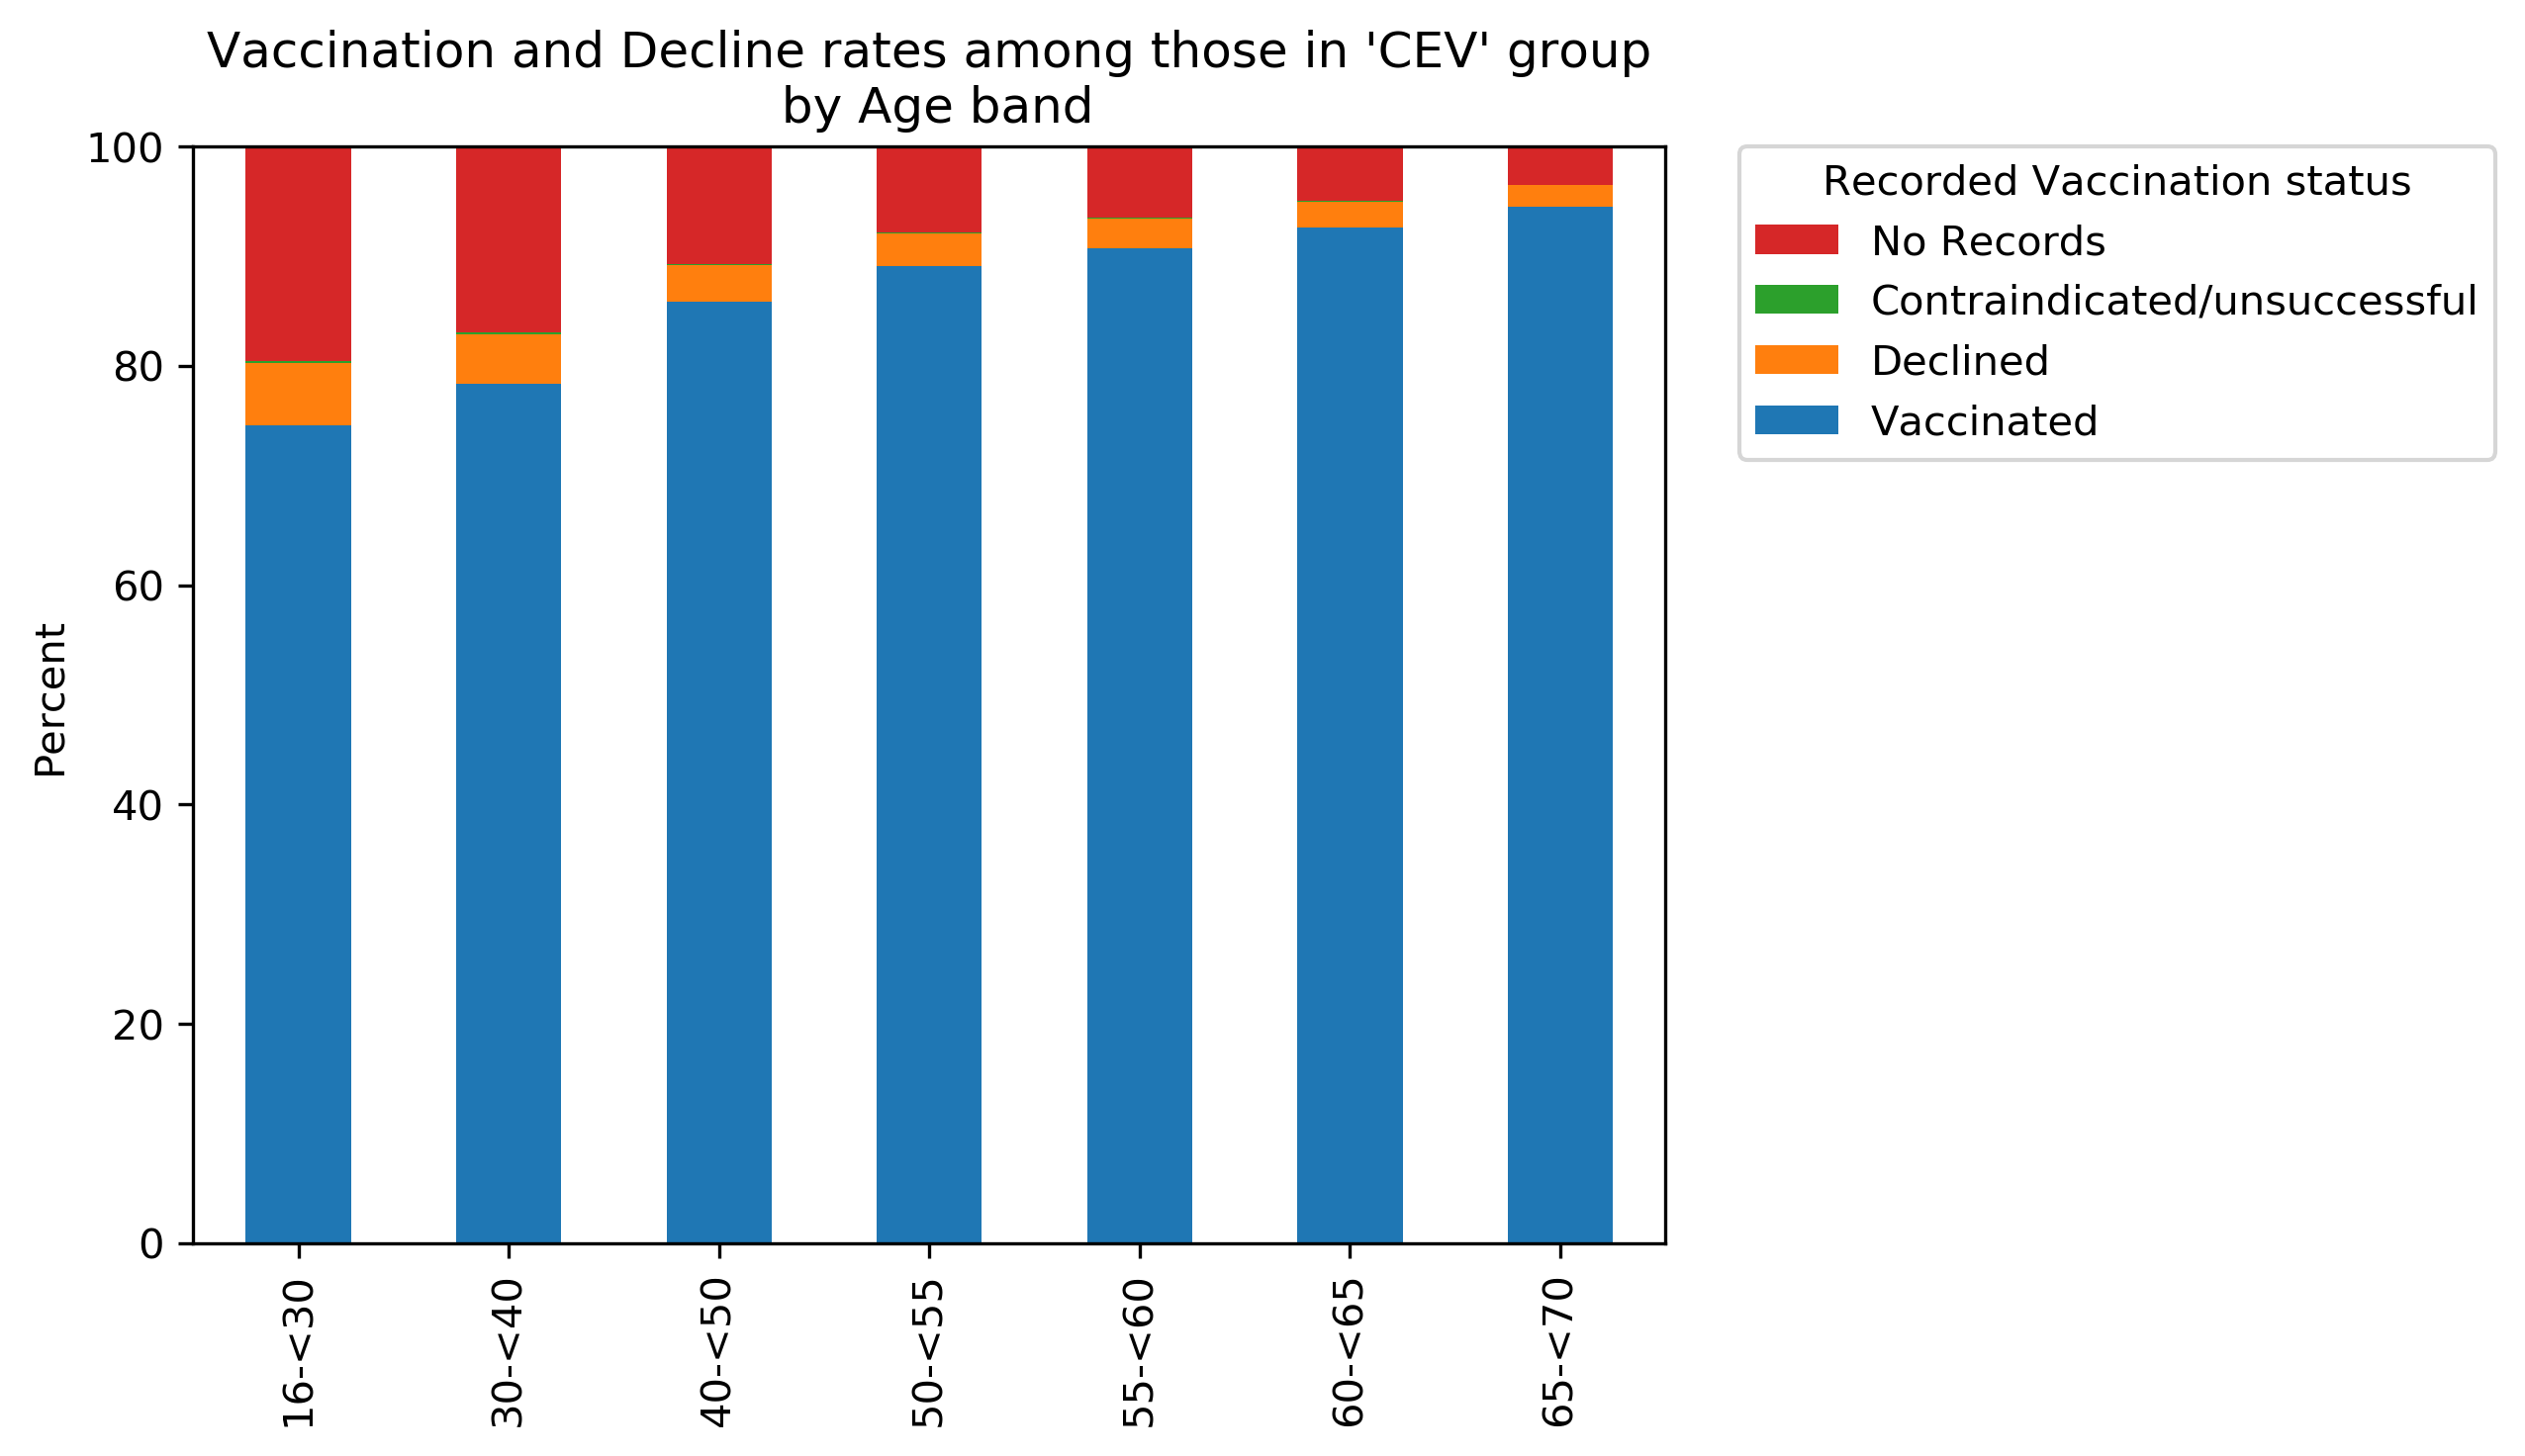 Vaccination and Decline rates among those in 'CEV' group
by Age band
100
80
60
40
20
0
Percent
16-<30
30-<40
40-<50
50-<55
55-<60
60-<65
65-<70
Recorded Vaccination status
No Records
Contraindicated/unsuccessful
Declined
Vaccinated